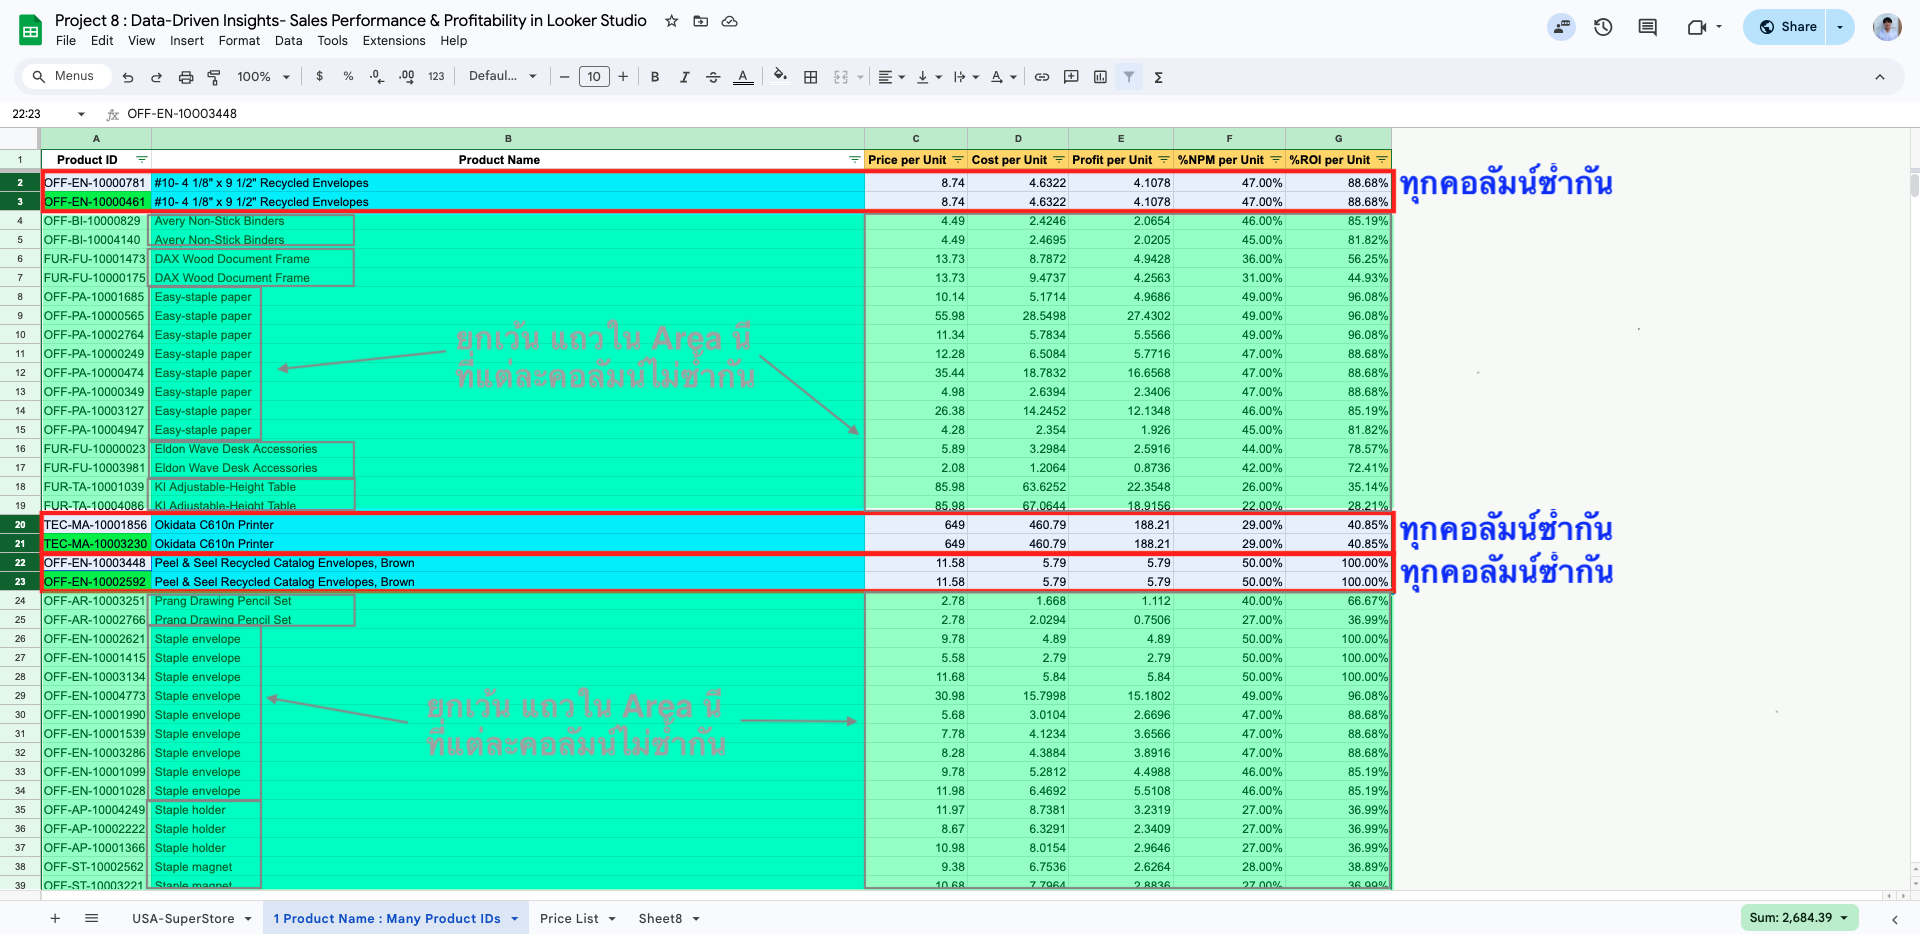 Project 8 : Data-Driven Insights- Sales Performance & Profitability in Looker Studio
File Edit View Insert Format Data Tools Extensions Help
Share
Menus 100% $ % .0 .00 123 Defaul... 10 B I S A Σ
22:23 fx OFF-EN-10003448
A B C D E F G
1 Product ID Product Name Price per Unit Cost per Unit Profit per Unit %NPM per Unit %ROI per Unit
2 OFF-EN-10000781 #10- 4 1/8" x 9 1/2" Recycled Envelopes 8.74 4.6322 4.1078 47.00% 88.68% ทุกคอลัมน์ซ้ำกัน
3 OFF-EN-10000461 #10- 4 1/8" x 9 1/2" Recycled Envelopes 8.74 4.6322 4.1078 47.00% 88.68%
4 OFF-BI-10000829 Avery Non-Stick Binders 4.49 2.4246 2.0654 46.00% 85.19%
5 OFF-BI-10004140 Avery Non-Stick Binders 4.49 2.4695 2.0205 45.00% 81.82%
6 FUR-FU-10001473 DAX Wood Document Frame 13.73 8.7872 4.9428 36.00% 56.25%
7 FUR-FU-10000175 DAX Wood Document Frame 13.73 9.4737 4.2563 31.00% 44.93%
8 OFF-PA-10001685 Easy-staple paper 10.14 5.1714 4.9686 49.00% 96.08%
9 OFF-PA-10000565 Easy-staple paper 55.98 28.5498 27.4302 49.00% 96.08%
10 OFF-PA-10002764 Easy-staple paper 11.34 5.7834 5.5566 49.00% 96.08%
ยกเว้น แถวใน Area นี้
11 OFF-PA-10000249 Easy-staple paper 12.28 6.5084 5.7716 47.00% 88.68%
12 OFF-PA-10000474 Easy-staple paper 35.44 18.7832 16.6568 47.00% 88.68%
ที่แต่ละคอลัมน์ไม่ซ้ำกัน
13 OFF-PA-10000349 Easy-staple paper 4.98 2.6394 2.3406 47.00% 88.68%
14 OFF-PA-10003127 Easy-staple paper 26.38 14.2452 12.1348 46.00% 85.19%
15 OFF-PA-10004947 Easy-staple paper 4.28 2.354 1.926 45.00% 81.82%
16 FUR-FU-10000023 Eldon Wave Desk Accessories 5.89 3.2984 2.5916 44.00% 78.57%
17 FUR-FU-10003981 Eldon Wave Desk Accessories 2.08 1.2064 0.8736 42.00% 72.41%
18 FUR-TA-10001039 KI Adjustable-Height Table 85.98 63.6252 22.3548 26.00% 35.14%
19 FUR-TA-10004086 KI Adjustable-Height Table 85.98 67.0644 18.9156 22.00% 28.21%
20 TEC-MA-10001856 Okidata C610n Printer 649 460.79 188.21 29.00% 40.85% ทุกคอลัมน์ซ้ำกัน
21 TEC-MA-10003230 Okidata C610n Printer 649 460.79 188.21 29.00% 40.85%
22 OFF-EN-10003448 Peel & Seel Recycled Catalog Envelopes, Brown 11.58 5.79 5.79 50.00% 100.00% ทุกคอลัมน์ซ้ำกัน
23 OFF-EN-10002592 Peel & Seel Recycled Catalog Envelopes, Brown 11.58 5.79 5.79 50.00% 100.00%
24 OFF-AR-10003251 Prang Drawing Pencil Set 2.78 1.668 1.112 40.00% 66.67%
25 OFF-AR-10002766 Prang Drawing Pencil Set 2.78 2.0294 0.7506 27.00% 36.99%
26 OFF-EN-10002621 Staple envelope 9.78 4.89 4.89 50.00% 100.00%
27 OFF-EN-10001415 Staple envelope 5.58 2.79 2.79 50.00% 100.00%
28 OFF-EN-10003134 Staple envelope 11.68 5.84 5.84 50.00% 100.00%
29 OFF-EN-10004773 Staple envelope 30.98 15.7998 15.1802 49.00% 96.08%
30 OFF-EN-10001990 Staple envelope 5.68 3.0104 2.6696 47.00% 88.68%
ยกเว้น แถวใน Area นี้
31 OFF-EN-10001539 Staple envelope 7.78 4.1234 3.6566 47.00% 88.68%
32 OFF-EN-10003286 Staple envelope 8.28 4.3884 3.8916 47.00% 88.68%
ที่แต่ละคอลัมน์ไม่ซ้ำกัน
33 OFF-EN-10001099 Staple envelope 9.78 5.2812 4.4988 46.00% 85.19%
34 OFF-EN-10001028 Staple envelope 11.98 6.4692 5.5108 46.00% 85.19%
35 OFF-AP-10004249 Staple holder 11.97 8.7381 3.2319 27.00% 36.99%
36 OFF-AP-10002222 Staple holder 8.67 6.3291 2.3409 27.00% 36.99%
37 OFF-AP-10001366 Staple holder 10.98 8.0154 2.9646 27.00% 36.99%
38 OFF-ST-10002562 Staple magnet 9.38 6.7536 2.6264 28.00% 38.89%
39 OFF-ST-10003221 Staple magnet 10.68 7.7964 2.8836 27.00% 36.99%
USA-SuperStore 1 Product Name : Many Product IDs Price List Sheet8 Sum: 2,684.39